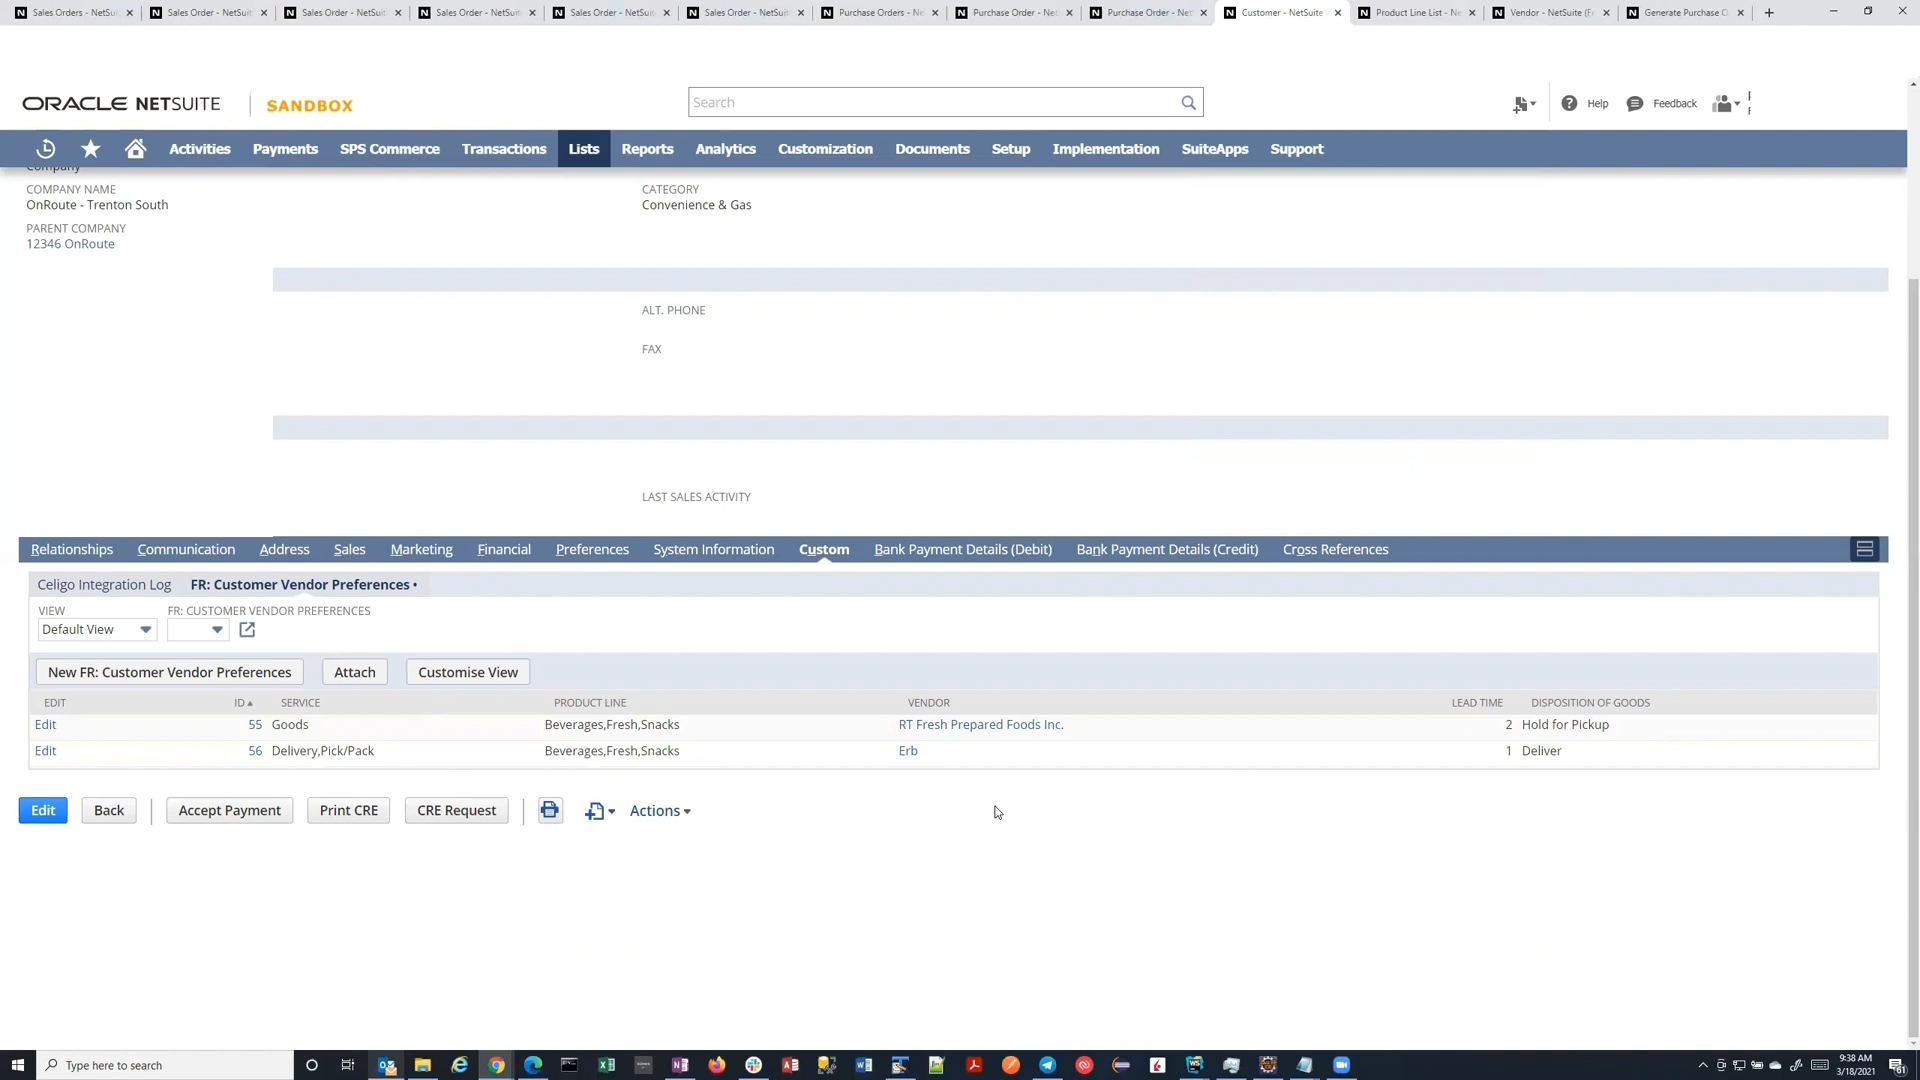 Sales Orders - NetSui
Sales Order - NetSuit
Sales Order - NetSuit
Sales Order - NetSuit
Sales Order - NetSuit
Sales Order - NetSuit
Purchase Orders - Ne
Purchase Order - Net
Purchase Order - Net
Customer - NetSuite
Product Line List - Ne
Vendor - NetSuite (F
Generate Purchase O
ORACLE NETSUITE
SANDBOX
Search
Help
Feedback
Activities Payments SPS Commerce Transactions Lists Reports Analytics Customization Documents Setup Implementation SuiteApps Support
Company
COMPANY NAME
OnRoute - Trenton South
PARENT COMPANY
12346 OnRoute
CATEGORY
Convenience & Gas
ALT. PHONE
FAX
LAST SALES ACTIVITY
Relationships Communication Address Sales Marketing Financial Preferences System Information Custom Bank Payment Details (Debit) Bank Payment Details (Credit) Cross References
Celigo Integration Log FR: Customer Vendor Preferences •
VIEW FR: CUSTOMER VENDOR PREFERENCES
Default View
New FR: Customer Vendor Preferences Attach Customise View
EDIT ID SERVICE PRODUCT LINE VENDOR LEAD TIME DISPOSITION OF GOODS
Edit 55 Goods Beverages,Fresh,Snacks RT Fresh Prepared Foods Inc. 2 Hold for Pickup
Edit 56 Delivery,Pick/Pack Beverages,Fresh,Snacks Erb 1 Deliver
Edit Back Accept Payment Print CRE CRE Request Actions
Type here to search
9:38 AM
3/18/2021
61